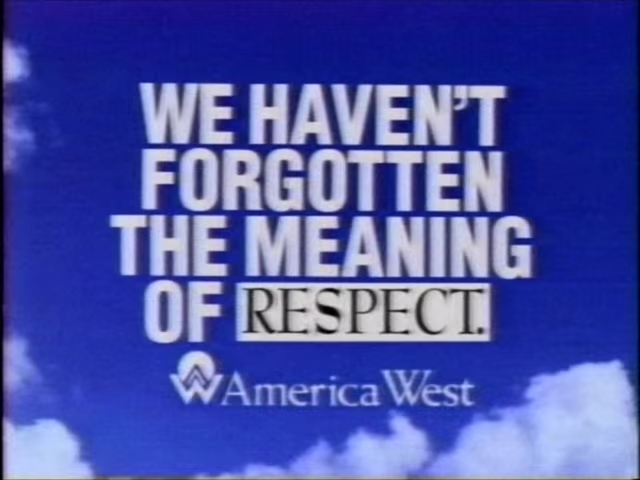 WE HAVEN'T
FORGOTTEN
THE MEANING
OF RESPECT.
America West